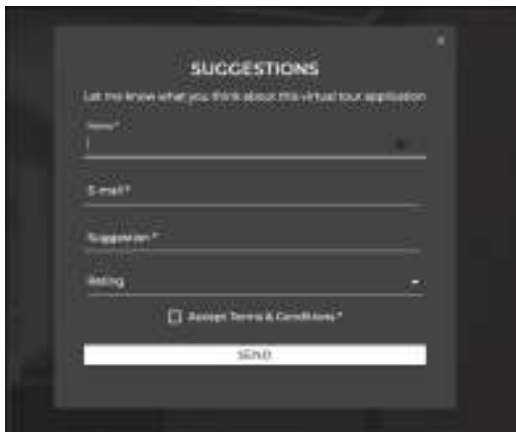 x
SUGGESTIONS
Let me know what you think about this virtual tour application
Name*
E-mail*
Suggestion *
Rating
Accept Terms & Conditions *
SEND